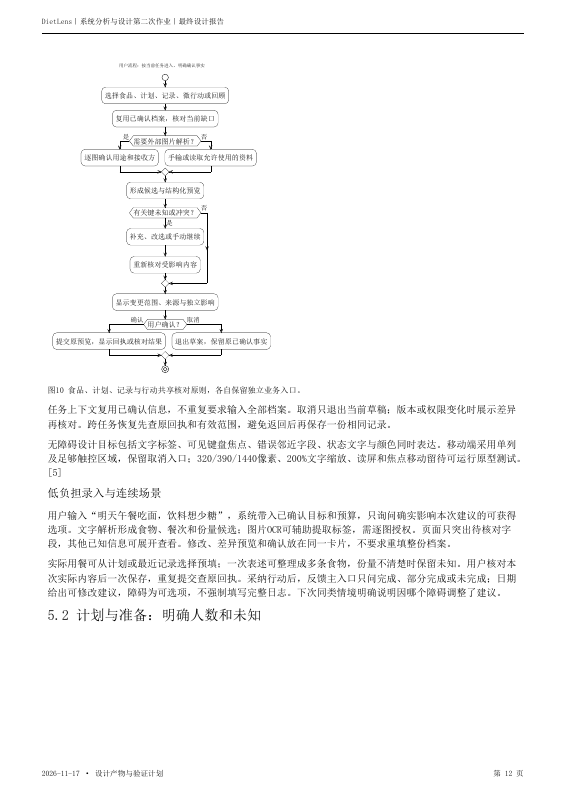 DietLens | 系统分析与设计第二次作业 | 最终设计报告
用户流程：按当前任务进入，明确确认事实
选择食品、计划、记录、微行动或回顾
复用已确认档案，核对当前缺口
是
需要外部图片解析?
否
逐图确认用途和接收方
手输或读取允许使用的资料
形成候选与结构化预览
有关键未知或冲突?
否
是
补充、改选或手动继续
重新核对受影响内容
显示变更范围、来源与独立影响
确认
用户确认?
取消
提交原预览，显示回执或核对结果
退出草案，保留原已确认事实
图10 食品、计划、记录与行动共享核对原则，各自保留独立业务入口。
任务上下文复用已确认信息，不重复要求输入全部档案。取消只退出当前草稿；版本或权限变化时展示差异
再核对。跨任务恢复先查原回执和有效范围，避免返回后再保存一份相同记录。
无障碍设计目标包括文字标签、可见键盘焦点、错误邻近字段、状态文字与颜色同时表达。移动端采用单列
及足够触控区域，保留取消入口；320/390/1440像素、200%文字缩放、读屏和焦点移动留待可运行原型测试。
[5]
低负担录入与连续场景
用户输入“明天午餐吃面，饮料想少糖”，系统带入已确认目标和预算，只询问确实影响本次建议的可获得
选项。文字解析形成食物、餐次和份量候选；图片OCR可辅助提取标签，需逐图授权。页面只突出待核对字
段，其他已知信息可展开查看。修改、差异预览和确认放在同一卡片，不要求重填整份档案。
实际用餐可从计划或最近记录选择预填；一次表述可整理成多条食物，份量不清楚时保留未知。用户核对本
次实际内容后一次保存，重复提交查原回执。采纳行动后，反馈主入口只问完成、部分完成或未完成；日期
给出可修改建议，障碍为可选项，不强制填写完整日志。下次同类情境明确说明因哪个障碍调整了建议。
5.2 计划与准备：明确人数和未知
2026-11-17 • 设计产物与验证计划
第 12 页